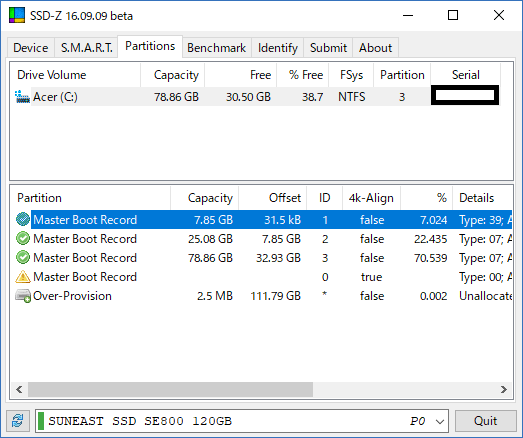 SSD-Z 16.09.09 beta
Device S.M.A.R.T. Partitions Benchmark Identify Submit About
Drive Volume Capacity Free % Free FSys Partition Serial
Acer (C:) 78.86 GB 30.50 GB 38.7 NTFS 3
Partition Capacity Offset ID 4k-Align % Details
Master Boot Record 7.85 GB 31.5 kB 1 false 7.024 Type: 39; A
Master Boot Record 25.08 GB 7.85 GB 2 false 22.435 Type: 07; A
Master Boot Record 78.86 GB 32.93 GB 3 false 70.539 Type: 07; A
Master Boot Record 0 true Type: 00; A
Over-Provision 2.5 MB 111.79 GB * false 0.002 Unallocate
SUNEAST SSD SE800 120GB P0 Quit